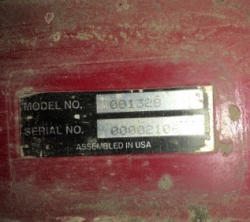 MODEL NO. 001328
SERIAL NO.
ASSEMBLED IN USA